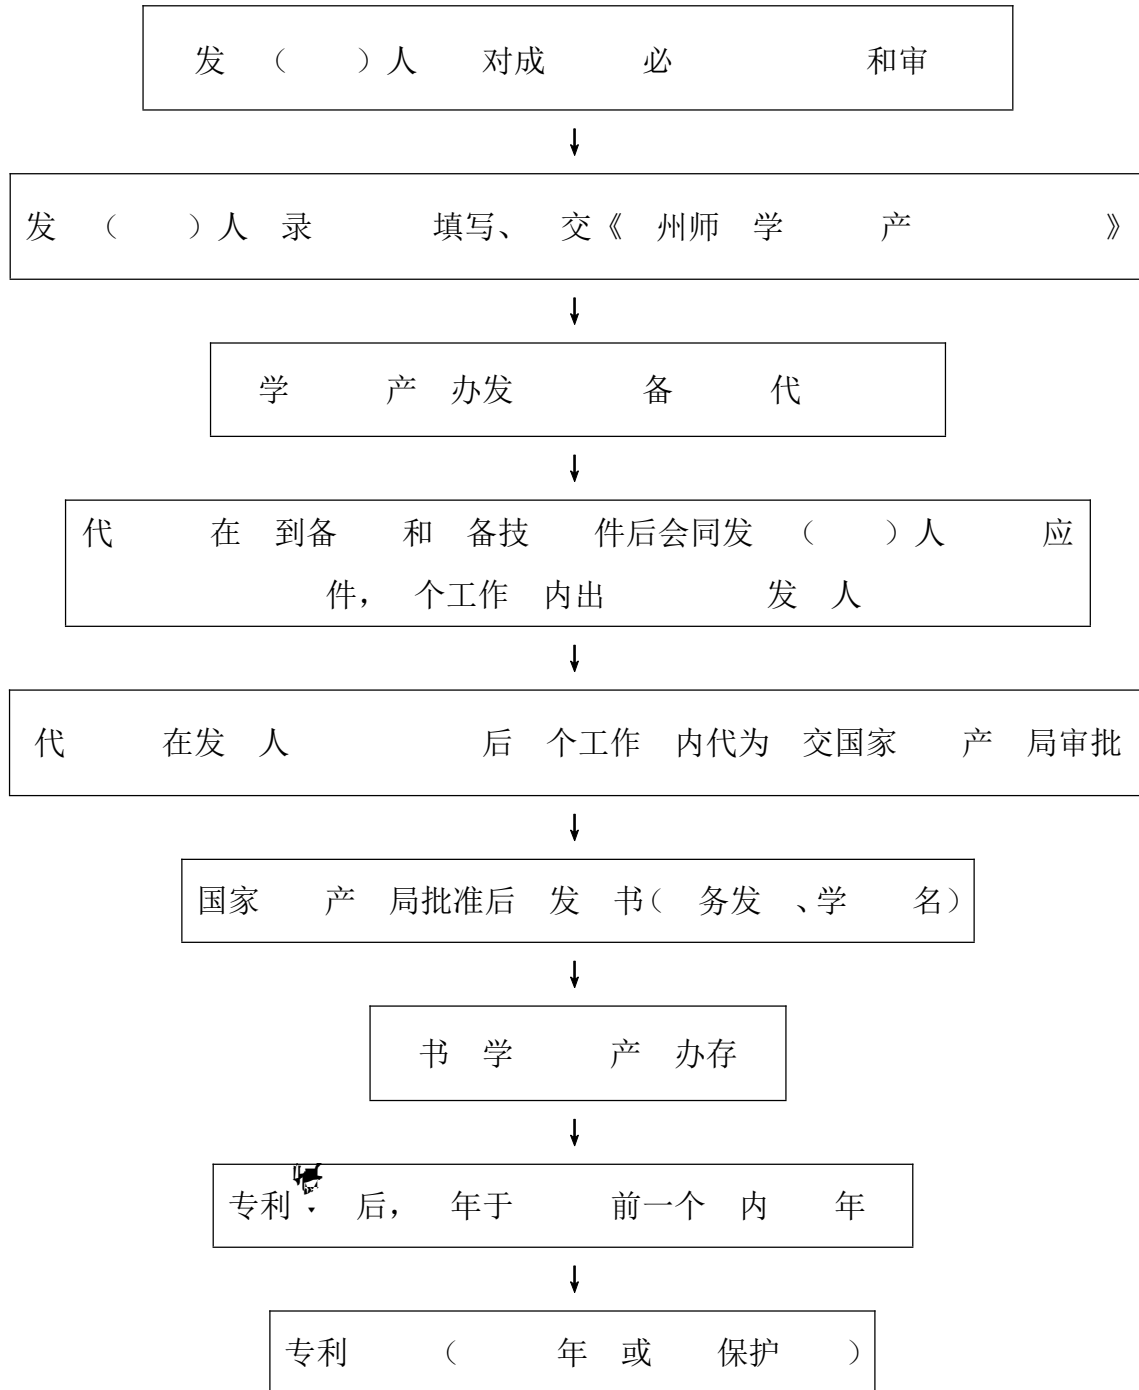 发 （ ）人 对成 必 和审
发 （ ）人 录 填写、 交《 州师 学 产 》
学 产 办发 备 代
代 在 到备 和 备技 件后会同发 （ ）人 应
件， 个工作 内出 发 人
代 在发 人 后 个工作 内代为 交国家 产 局审批
国家 产 局批准后 发 书（ 务发 、学 名）
书 学 产 办存
专利 后， 年于 前一个 内 年
专利 （ 年 或 保护 ）